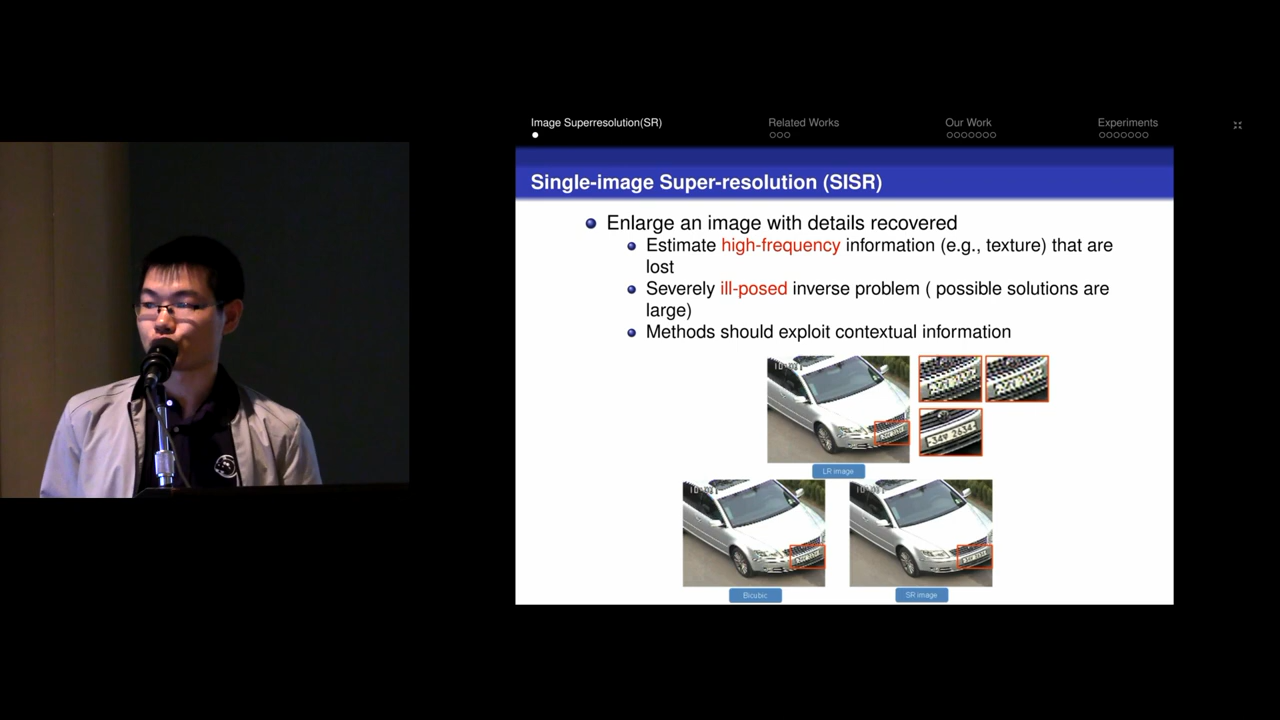 Image Superresolution(SR)
Related Works
Our Work
Experiments
Single-image Super-resolution (SISR)
Enlarge an image with details recovered
Estimate high-frequency information (e.g., texture) that are
lost
Severely ill-posed inverse problem ( possible solutions are
large)
Methods should exploit contextual information
LR image
Bicubic
SR image